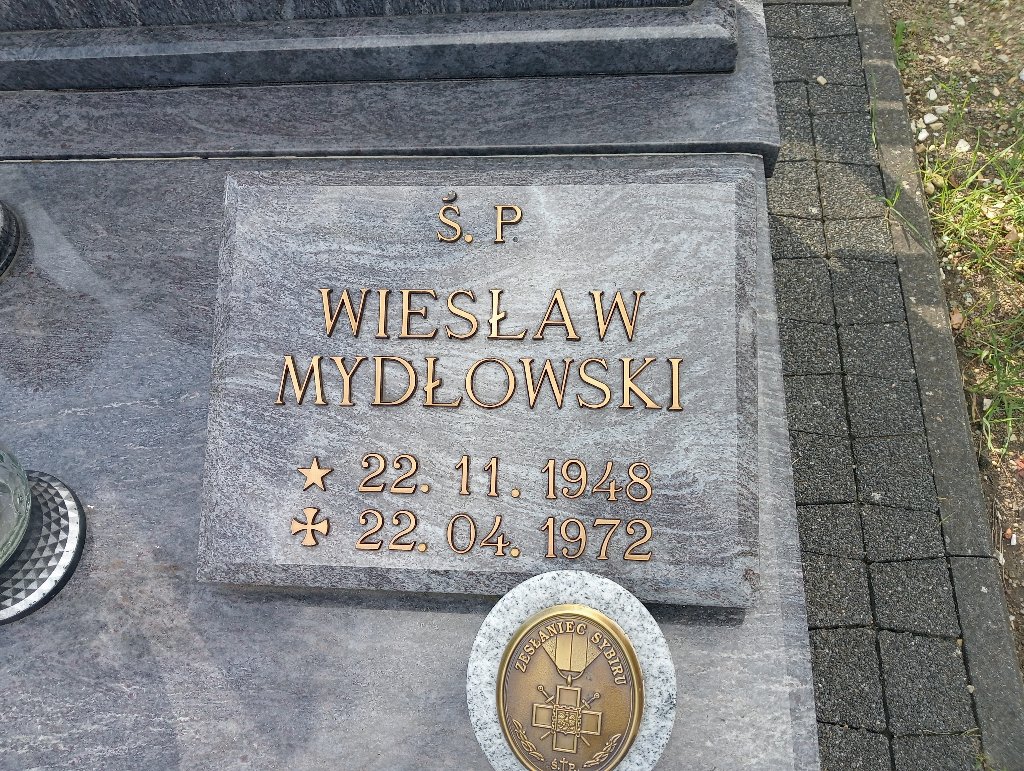 Ś. P.
WIESŁAW
MYDŁOWSKI
22. 11. 1948
22. 04. 1972
ZESŁANIEC SYBIRU
Ś.†P.